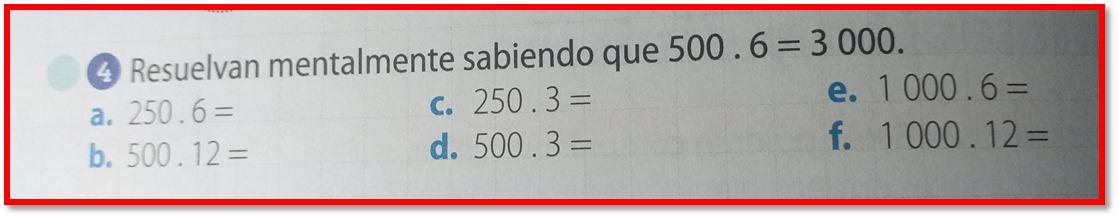 4 Resuelvan mentalmente sabiendo que 500 . 6 = 3 000.
a. 250 . 6 =
b. 500 . 12 =
c. 250 . 3 =
d. 500 . 3 =
e. 1 000 . 6 =
f. 1 000 . 12 =